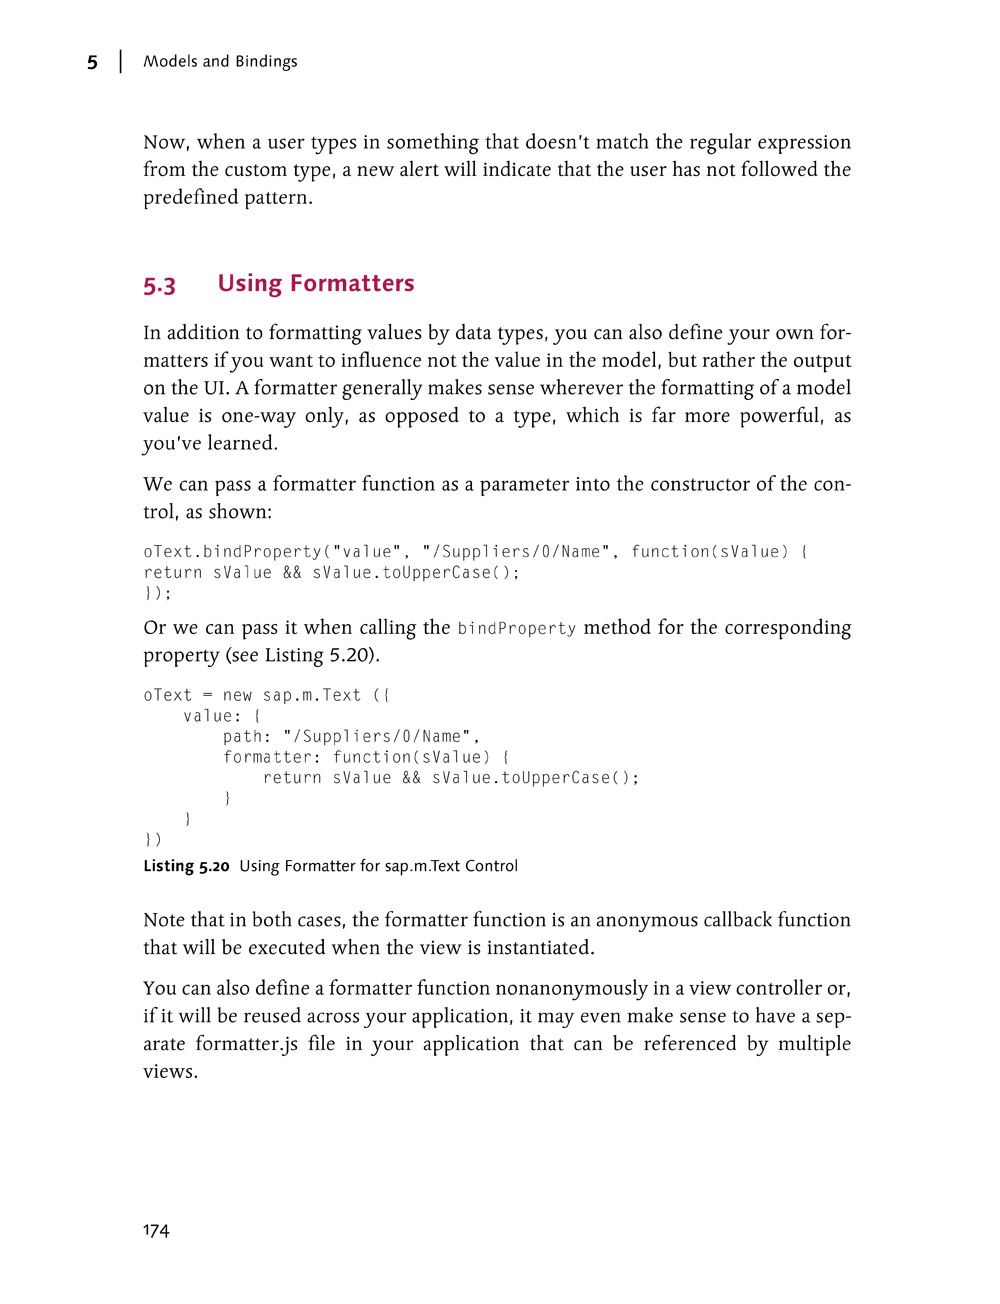 5 | Models and Bindings
Now, when a user types in something that doesn't match the regular expression
from the custom type, a new alert will indicate that the user has not followed the
predefined pattern.
5.3 Using Formatters
In addition to formatting values by data types, you can also define your own for-
matters if you want to influence not the value in the model, but rather the output
on the UI. A formatter generally makes sense wherever the formatting of a model
value is one-way only, as opposed to a type, which is far more powerful, as
you've learned.
We can pass a formatter function as a parameter into the constructor of the con-
trol, as shown:
oText.bindProperty("value", "/Suppliers/0/Name", function(sValue) {
return sValue && sValue.toUpperCase();
});
Or we can pass it when calling the bindProperty method for the corresponding
property (see Listing 5.20).
oText = new sap.m.Text ({
    value: {
        path: "/Suppliers/0/Name",
        formatter: function(sValue) {
            return sValue && sValue.toUpperCase();
        }
    }
})
Listing 5.20 Using Formatter for sap.m.Text Control
Note that in both cases, the formatter function is an anonymous callback function
that will be executed when the view is instantiated.
You can also define a formatter function nonanonymously in a view controller or,
if it will be reused across your application, it may even make sense to have a sep-
arate formatter.js file in your application that can be referenced by multiple
views.
174